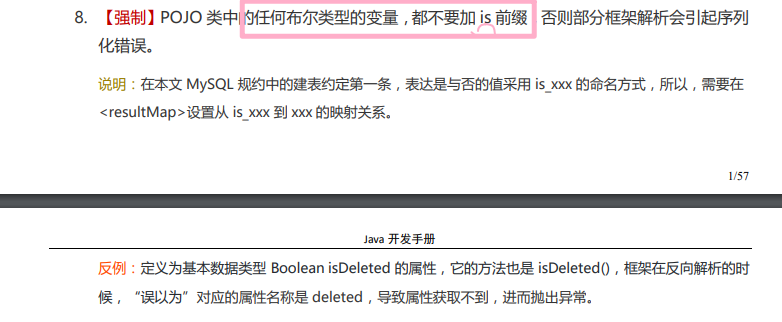 8. 【强制】POJO 类中的任何布尔类型的变量，都不要加 is 前缀，否则部分框架解析会引起序列
化错误。
说明：在本文 MySQL 规约中的建表约定第一条，表达是与否的值采用 is_xxx 的命名方式，所以，需要在
<resultMap>设置从 is_xxx 到 xxx 的映射关系。
1/57
Java 开发手册
反例：定义为基本数据类型 Boolean isDeleted 的属性，它的方法也是 isDeleted()，框架在反向解析的时
候，“误以为”对应的属性名称是 deleted，导致属性获取不到，进而抛出异常。